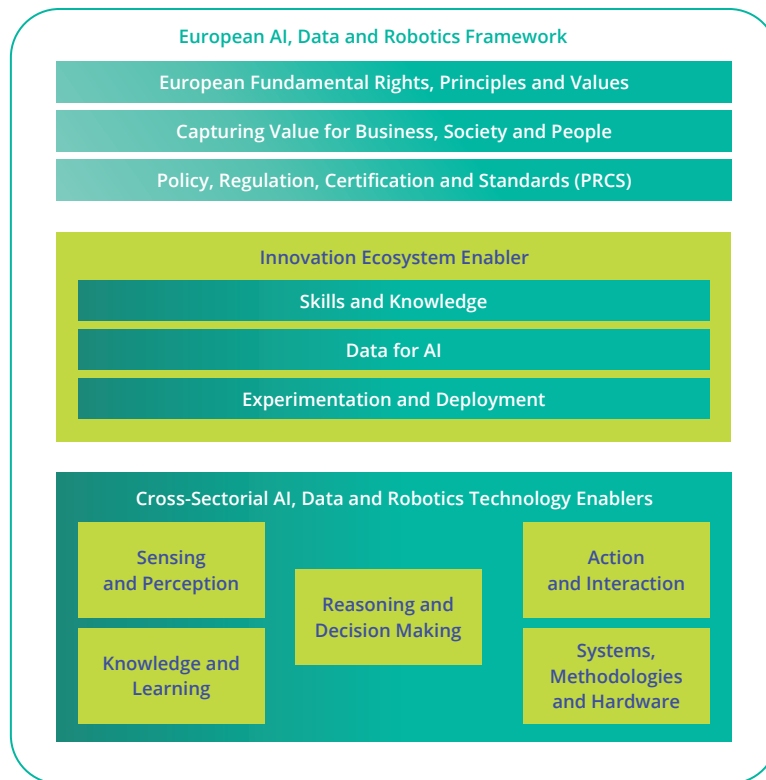 European AI, Data and Robotics Framework
European Fundamental Rights, Principles and Values
Capturing Value for Business, Society and People
Policy, Regulation, Certification and Standards (PRCS)
Innovation Ecosystem Enabler
Skills and Knowledge
Data for AI
Experimentation and Deployment
Cross-Sectorial AI, Data and Robotics Technology Enablers
Sensing
and Perception
Knowledge and
Learning
Reasoning and
Decision Making
Action
and Interaction
Systems,
Methodologies
and Hardware